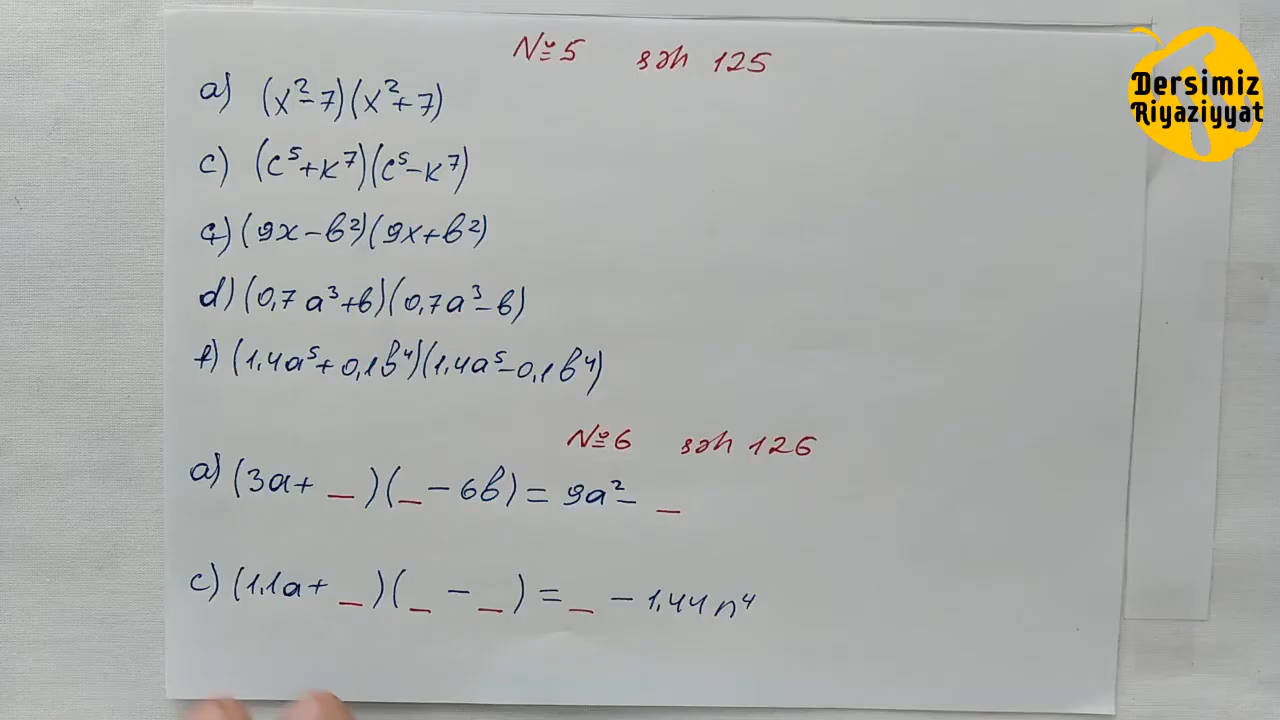 №5 səh 125
Dersimiz
Riyaziyyat
a) (x²-7)(x²+7)
c) (c⁵+k⁷)(c⁵-k⁷)
ç) (9x-b²)(9x+b²)
d) (0,7a³+b)(0,7a³-b)
f) (1,4a⁵+0,1b⁴)(1,4a⁵-0,1b⁴)
№6 səh 126
a) (3a+ _ )( _ - 6b) = 9a² - _
c) (1,1a+ _ )( _ - _ ) = _ - 1,44n⁴